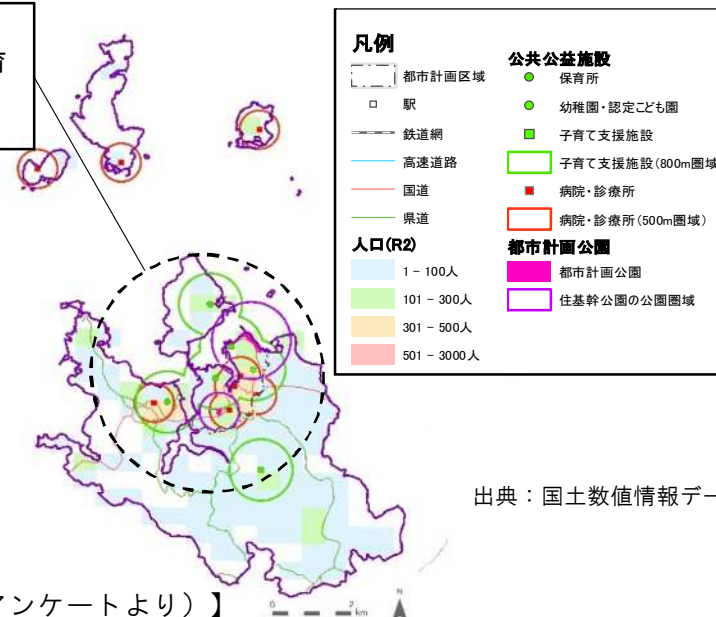 育
凡例
都市計画区域
駅
鉄道網
高速道路
国道
県道
人口(R2)
1 - 100人
101 - 300人
301 - 500人
501 - 3000人
公共公益施設
保育所
幼稚園・認定こども園
子育て支援施設
子育て支援施設(800m圏域
病院・診療所
病院・診療所(500m圏域)
都市計画公園
都市計画公園
住基幹公園の公園圏域
出典：国土数値情報デー
アンケートより）】
0 2 km
N